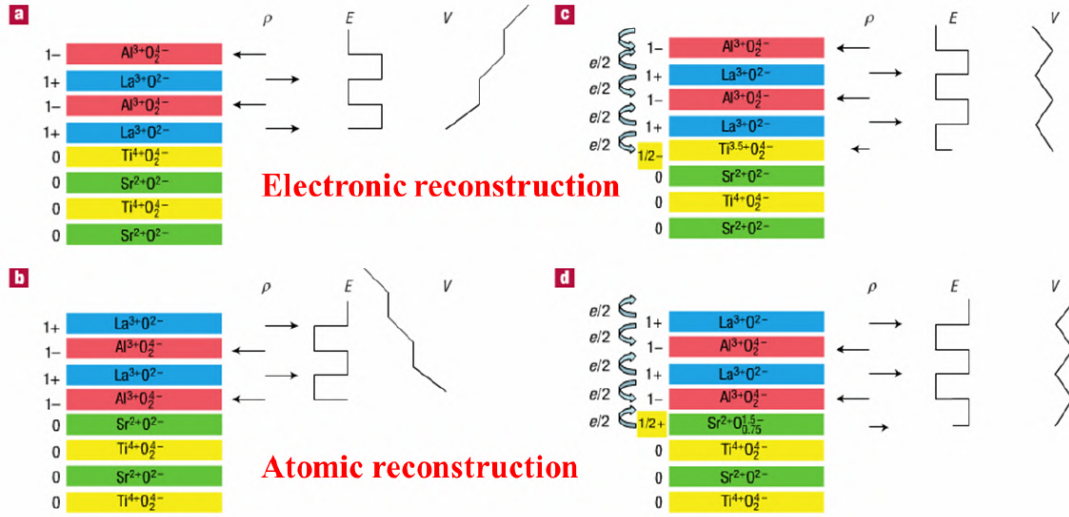 a
ρ E V
1– Al³⁺O₂⁴⁻
1+ La³⁺O²⁻
1– Al³⁺O₂⁴⁻
1+ La³⁺O²⁻
0 Ti⁴⁺O₂⁴⁻
0 Sr²⁺O²⁻
0 Ti⁴⁺O₂⁴⁻
0 Sr²⁺O²⁻
c
ρ E V
1– Al³⁺O₂⁴⁻
e/2
1+ La³⁺O²⁻
e/2
1– Al³⁺O₂⁴⁻
e/2
1+ La³⁺O²⁻
e/2
1/2– Ti³·⁵⁺O₂⁴⁻
0 Sr²⁺O²⁻
0 Ti⁴⁺O₂⁴⁻
0 Sr²⁺O²⁻
Electronic reconstruction
b
ρ E V
1+ La³⁺O²⁻
1– Al³⁺O₂⁴⁻
1+ La³⁺O²⁻
1– Al³⁺O₂⁴⁻
0 Sr²⁺O²⁻
0 Ti⁴⁺O₂⁴⁻
0 Sr²⁺O²⁻
0 Ti⁴⁺O₂⁴⁻
d
ρ E V
e/2
1+ La³⁺O²⁻
e/2
1– Al³⁺O₂⁴⁻
e/2
1+ La³⁺O²⁻
e/2
1– Al³⁺O₂⁴⁻
e/2
1/2+ Sr²⁺O₀.₇₅¹·⁵⁻
0 Ti⁴⁺O₂⁴⁻
0 Sr²⁺O²⁻
0 Ti⁴⁺O₂⁴⁻
Atomic reconstruction